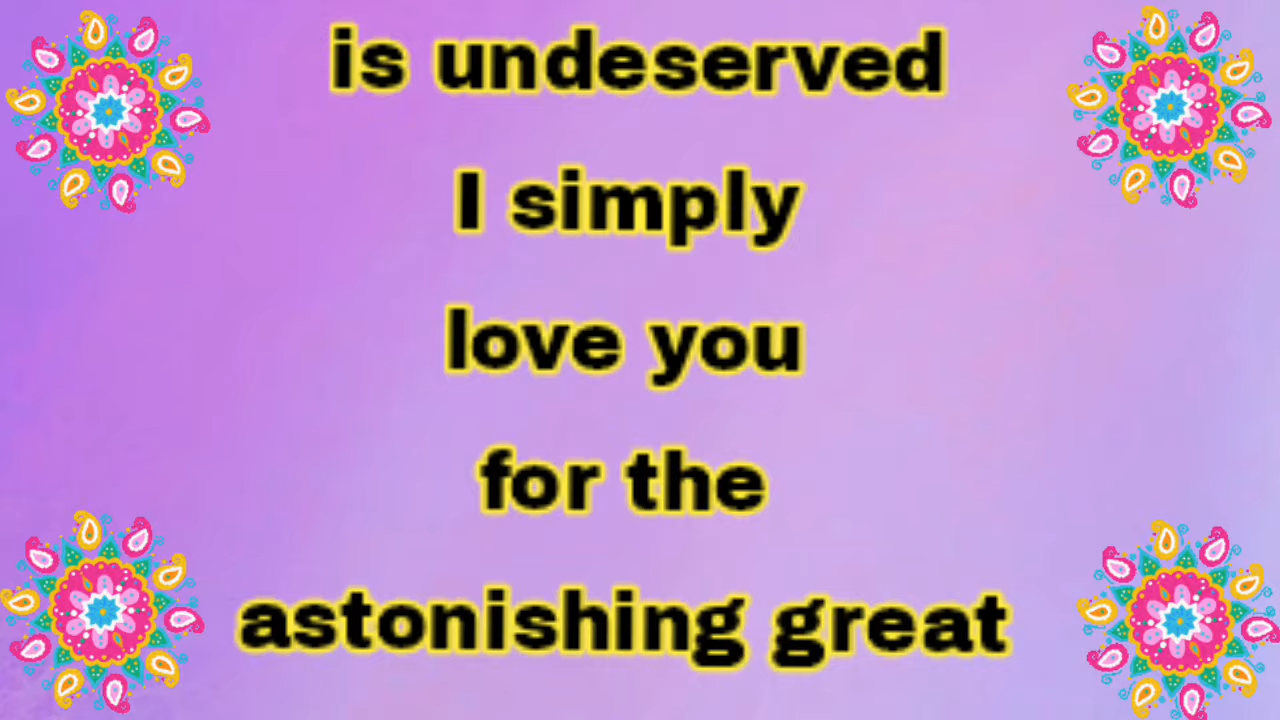 is undeserved
I simply
love you
for the
astonishing great